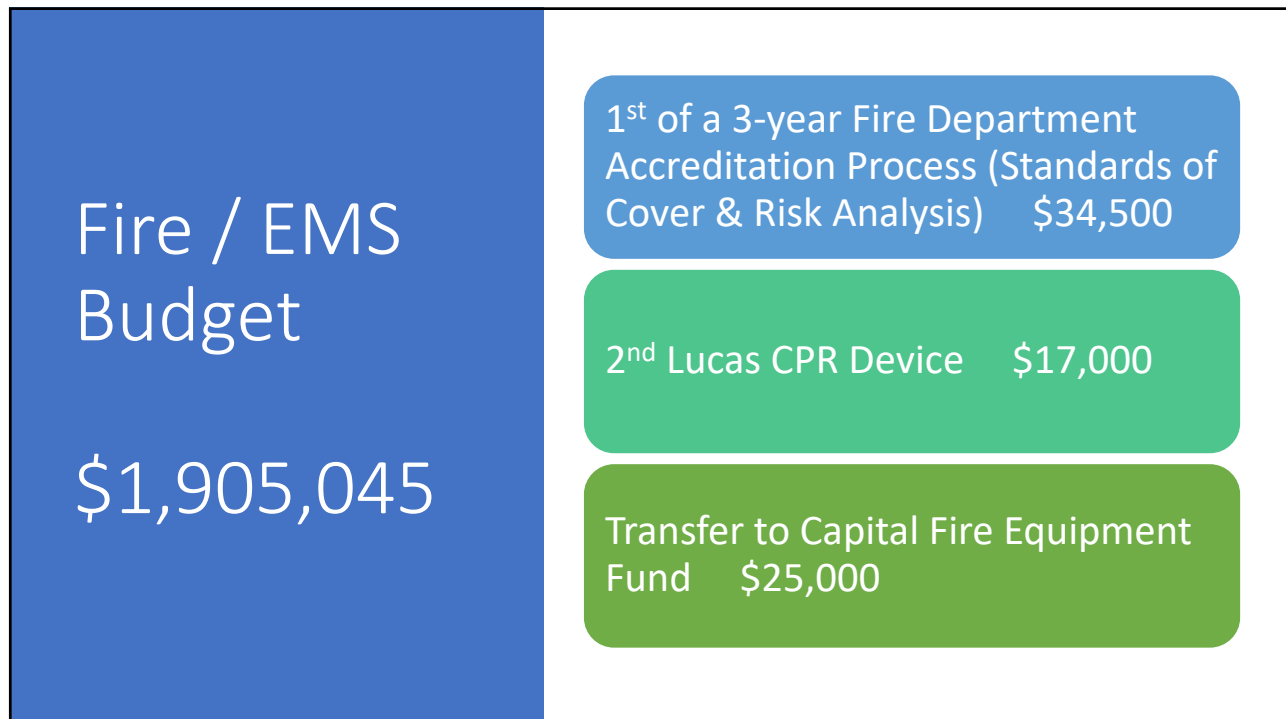 Fire / EMS
Budget
$1,905,045
1st of a 3-year Fire Department
Accreditation Process (Standards of
Cover & Risk Analysis) $34,500
2nd Lucas CPR Device $17,000
Transfer to Capital Fire Equipment
Fund $25,000